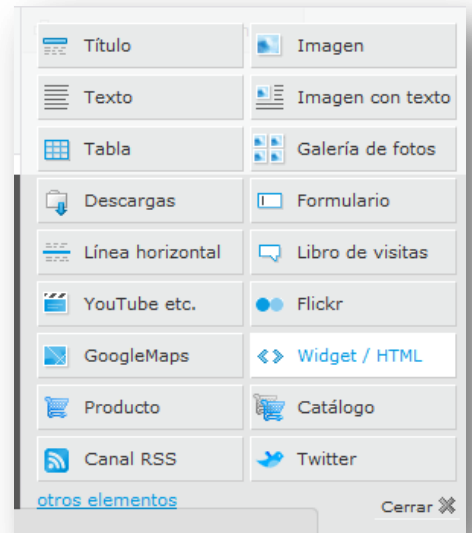 Título
Imagen
Texto
Imagen con texto
Tabla
Galería de fotos
Descargas
Formulario
Línea horizontal
Libro de visitas
YouTube etc.
Flickr
GoogleMaps
Widget / HTML
Producto
Catálogo
Canal RSS
Twitter
otros elementos
Cerrar